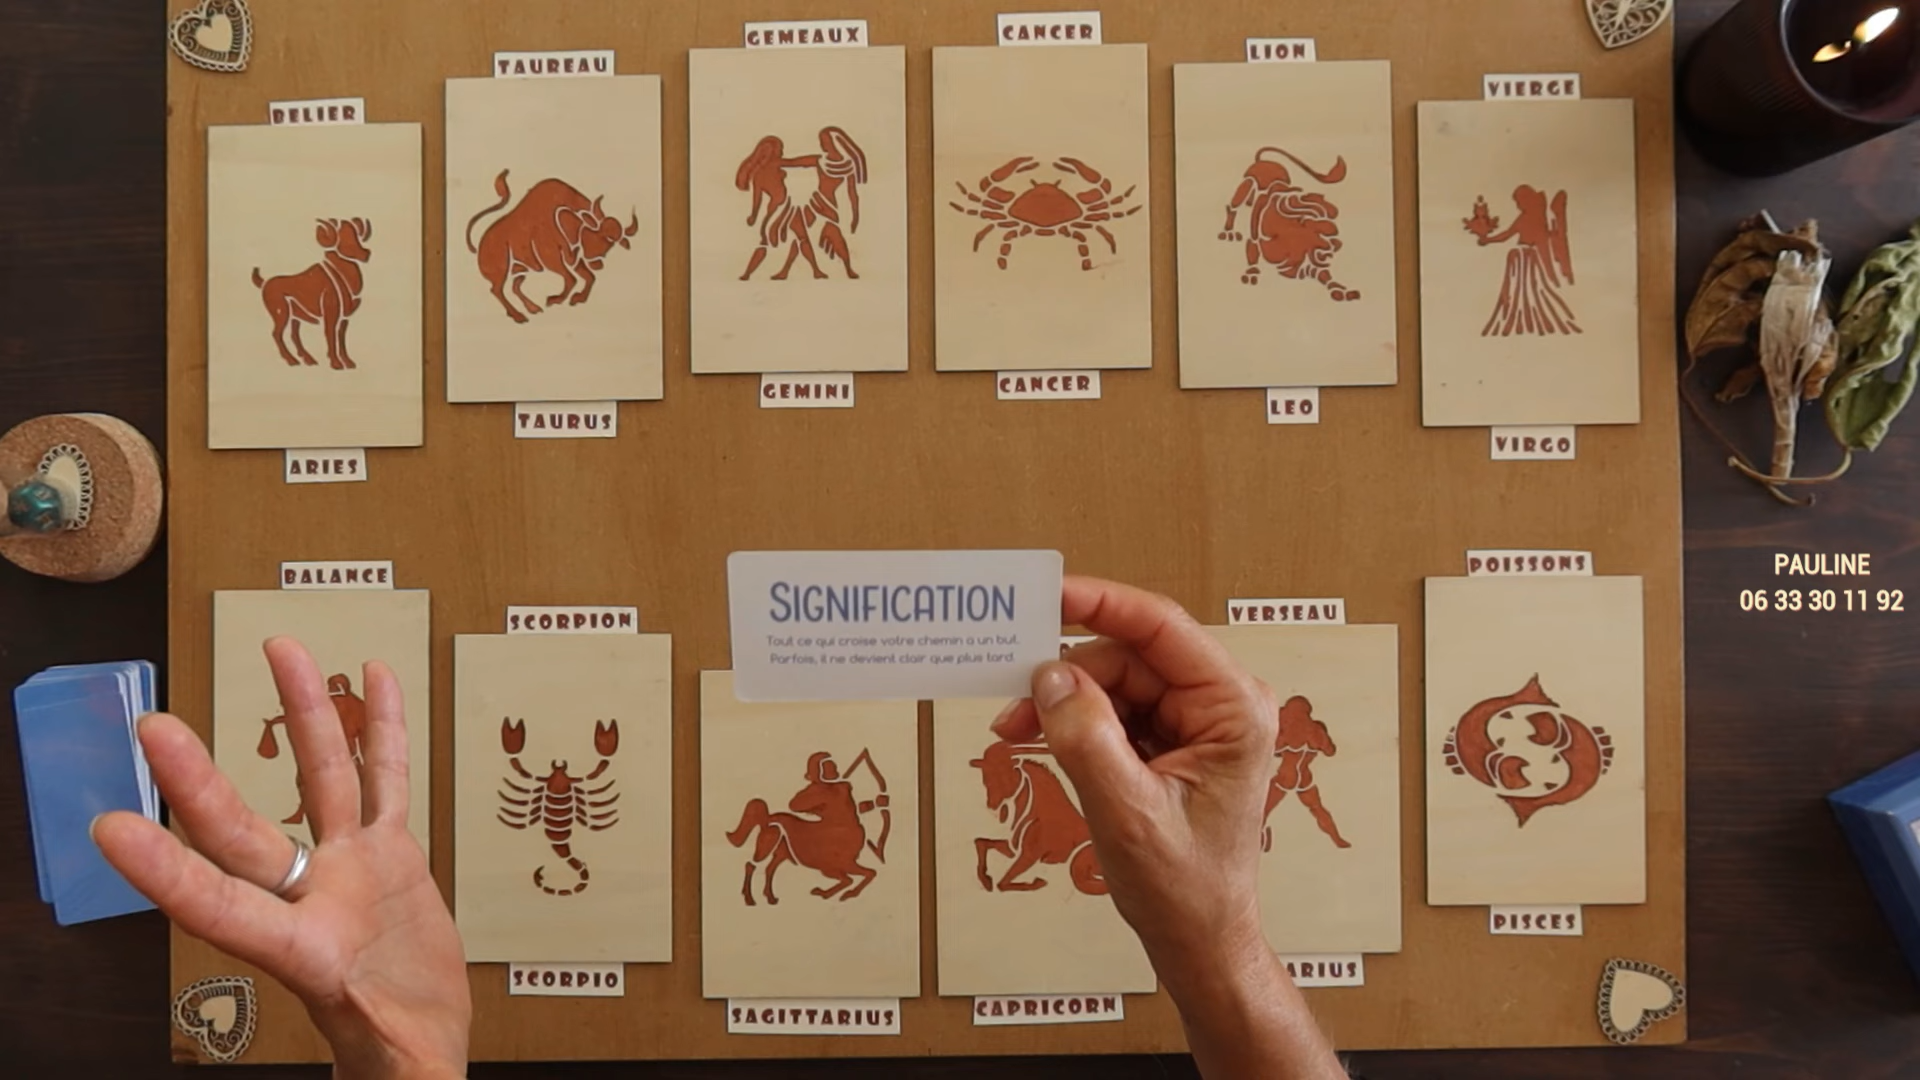 GEMEAUX
CANCER
LION
TAUREAU
VIERGE
BELIER
GEMINI
CANCER
LEO
TAURUS
VIRGO
ARIES
BALANCE
SCORPION
SIGNIFICATION
Tout ce qui croise votre chemin a un but.
Parfois, il ne devient clair que plus tard.
VERSEAU
POISSONS
PAULINE
06 33 30 11 92
SCORPIO
SAGITTARIUS
CAPRICORN
ARIUS
PISCES